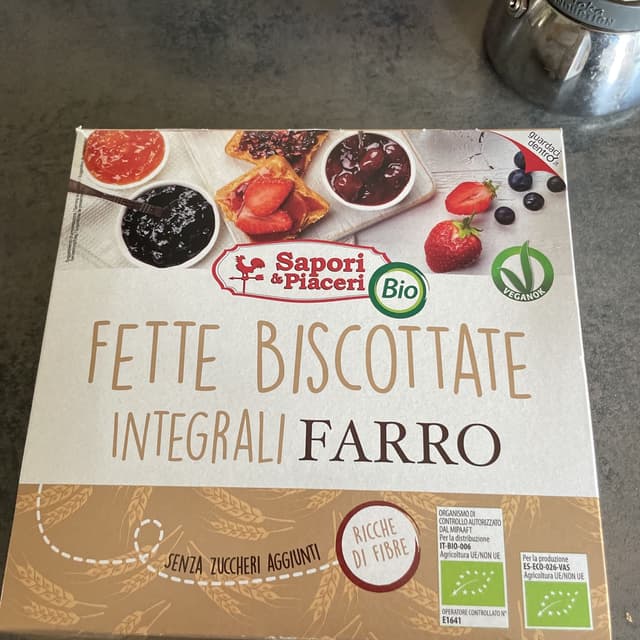 guardaci
dentro
Sapori
& Piaceri
Bio
VEGANOK
FETTE BISCOTTATE
INTEGRALI FARRO
SENZA ZUCCHERI AGGIUNTI
RICCHE
DI FIBRE
ORGANISMO DI
CONTROLLO AUTORIZZATO
DAL MIPAAFT
Per la distribuzione
IT-BIO-006
Agricoltura UE/NON UE
OPERATORE CONTROLLATO N°
E1641
Per la produzione
ES-ECO-026-VAS
Agricoltura UE/NON UE